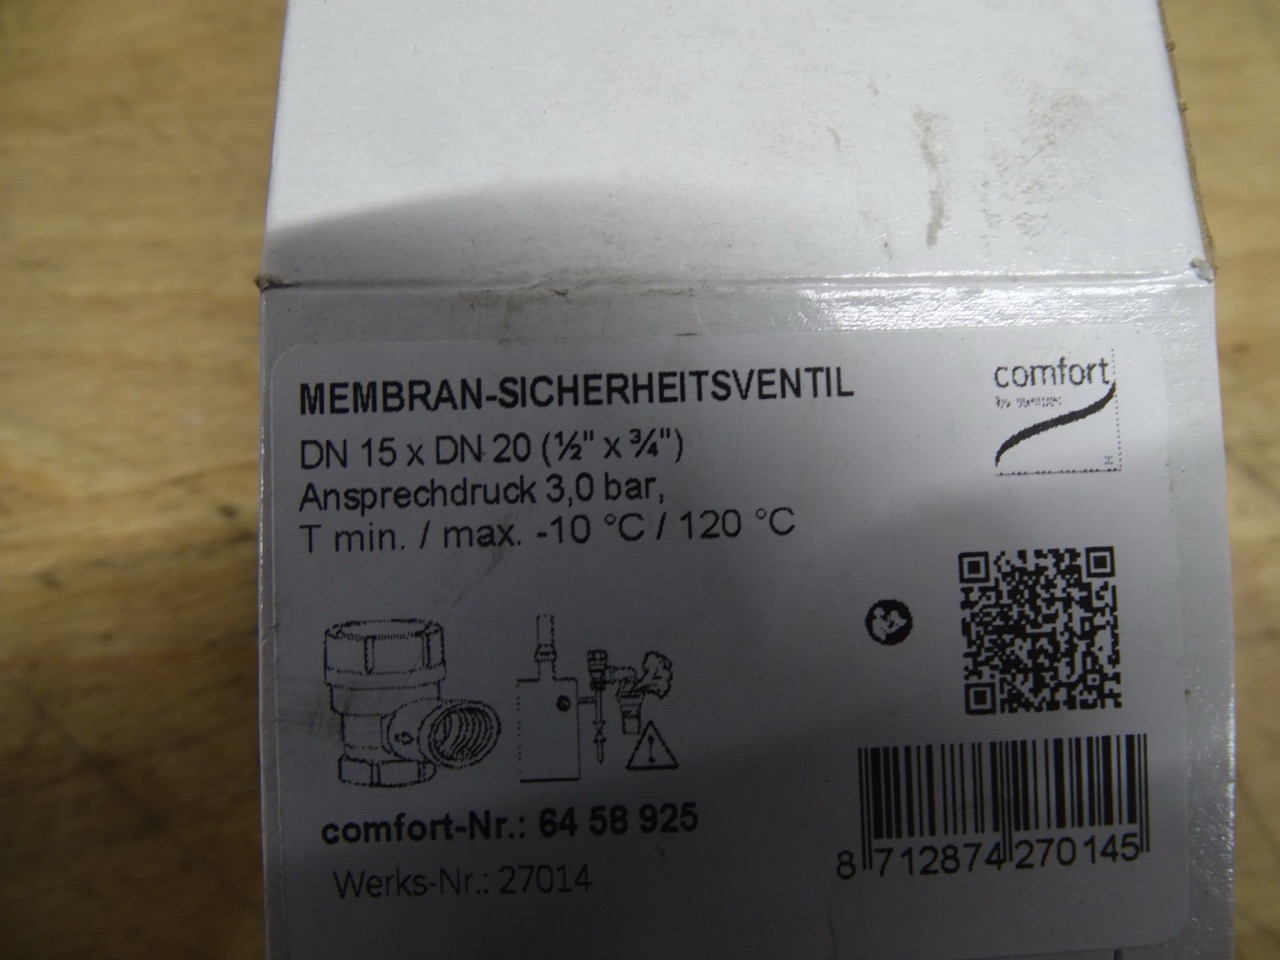 MEMBRAN-SICHERHEITSVENTIL
DN 15 x DN 20 (½" x ¾")
Ansprechdruck 3,0 bar,
T min. / max. -10 °C / 120 °C
comfort
H
comfort-Nr.: 64 58 925
Werks-Nr.: 27014
8 712874 270145